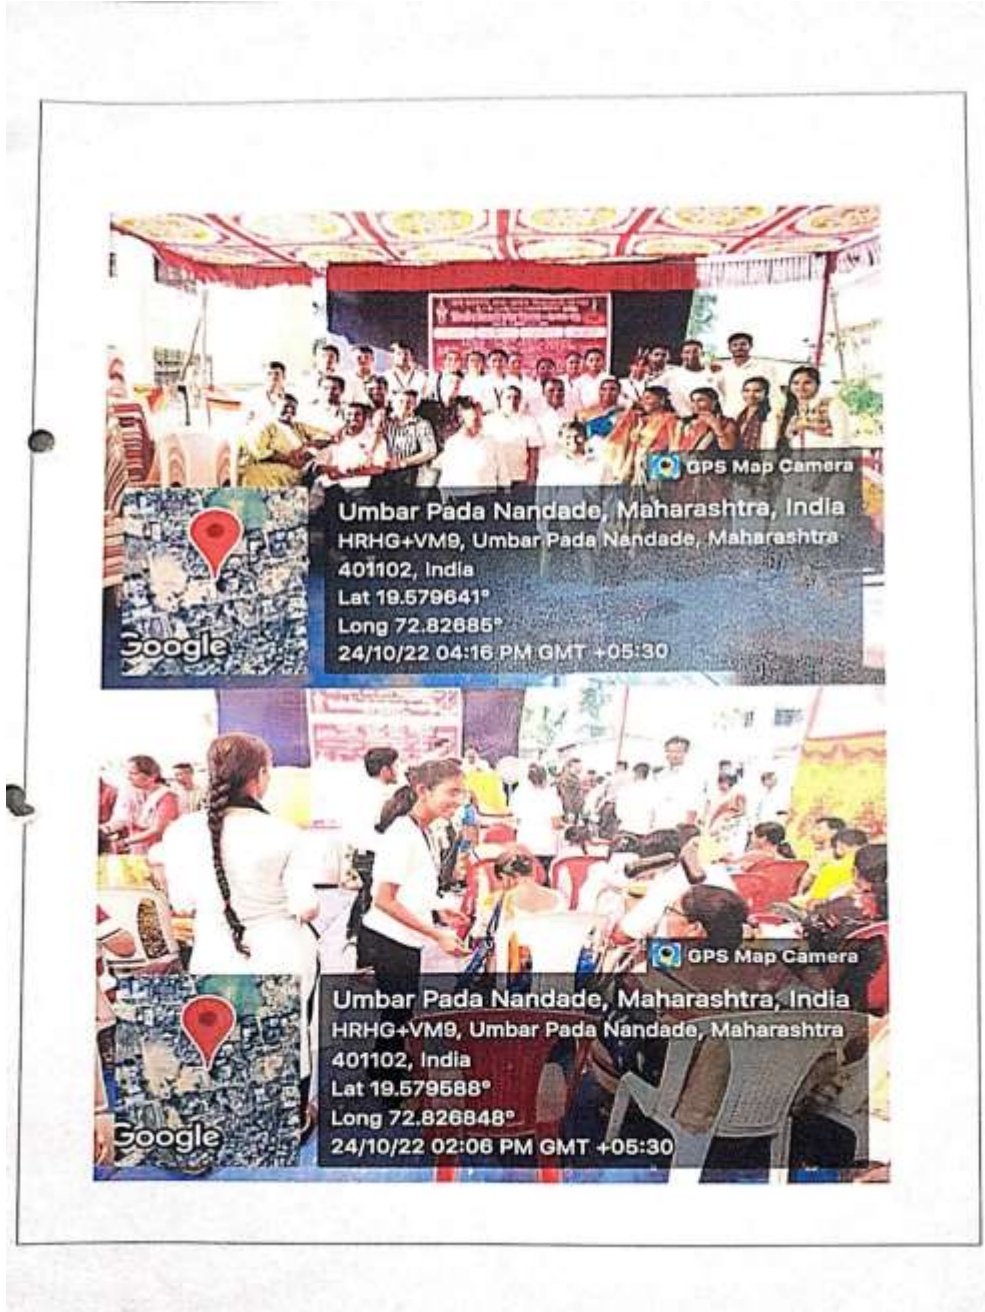 GPS Map Camera
Umbar Pada Nandade, Maharashtra, India
HRHG+VM9, Umbar Pada Nandade, Maharashtra
401102, India
Lat 19.579641°
Long 72.82685°
24/10/22 04:16 PM GMT +05:30
Google
GPS Map Camera
Umbar Pada Nandade, Maharashtra, India
HRHG+VM9, Umbar Pada Nandade, Maharashtra
401102, India
Lat 19.579588°
Long 72.826848°
24/10/22 02:06 PM GMT +05:30
Google